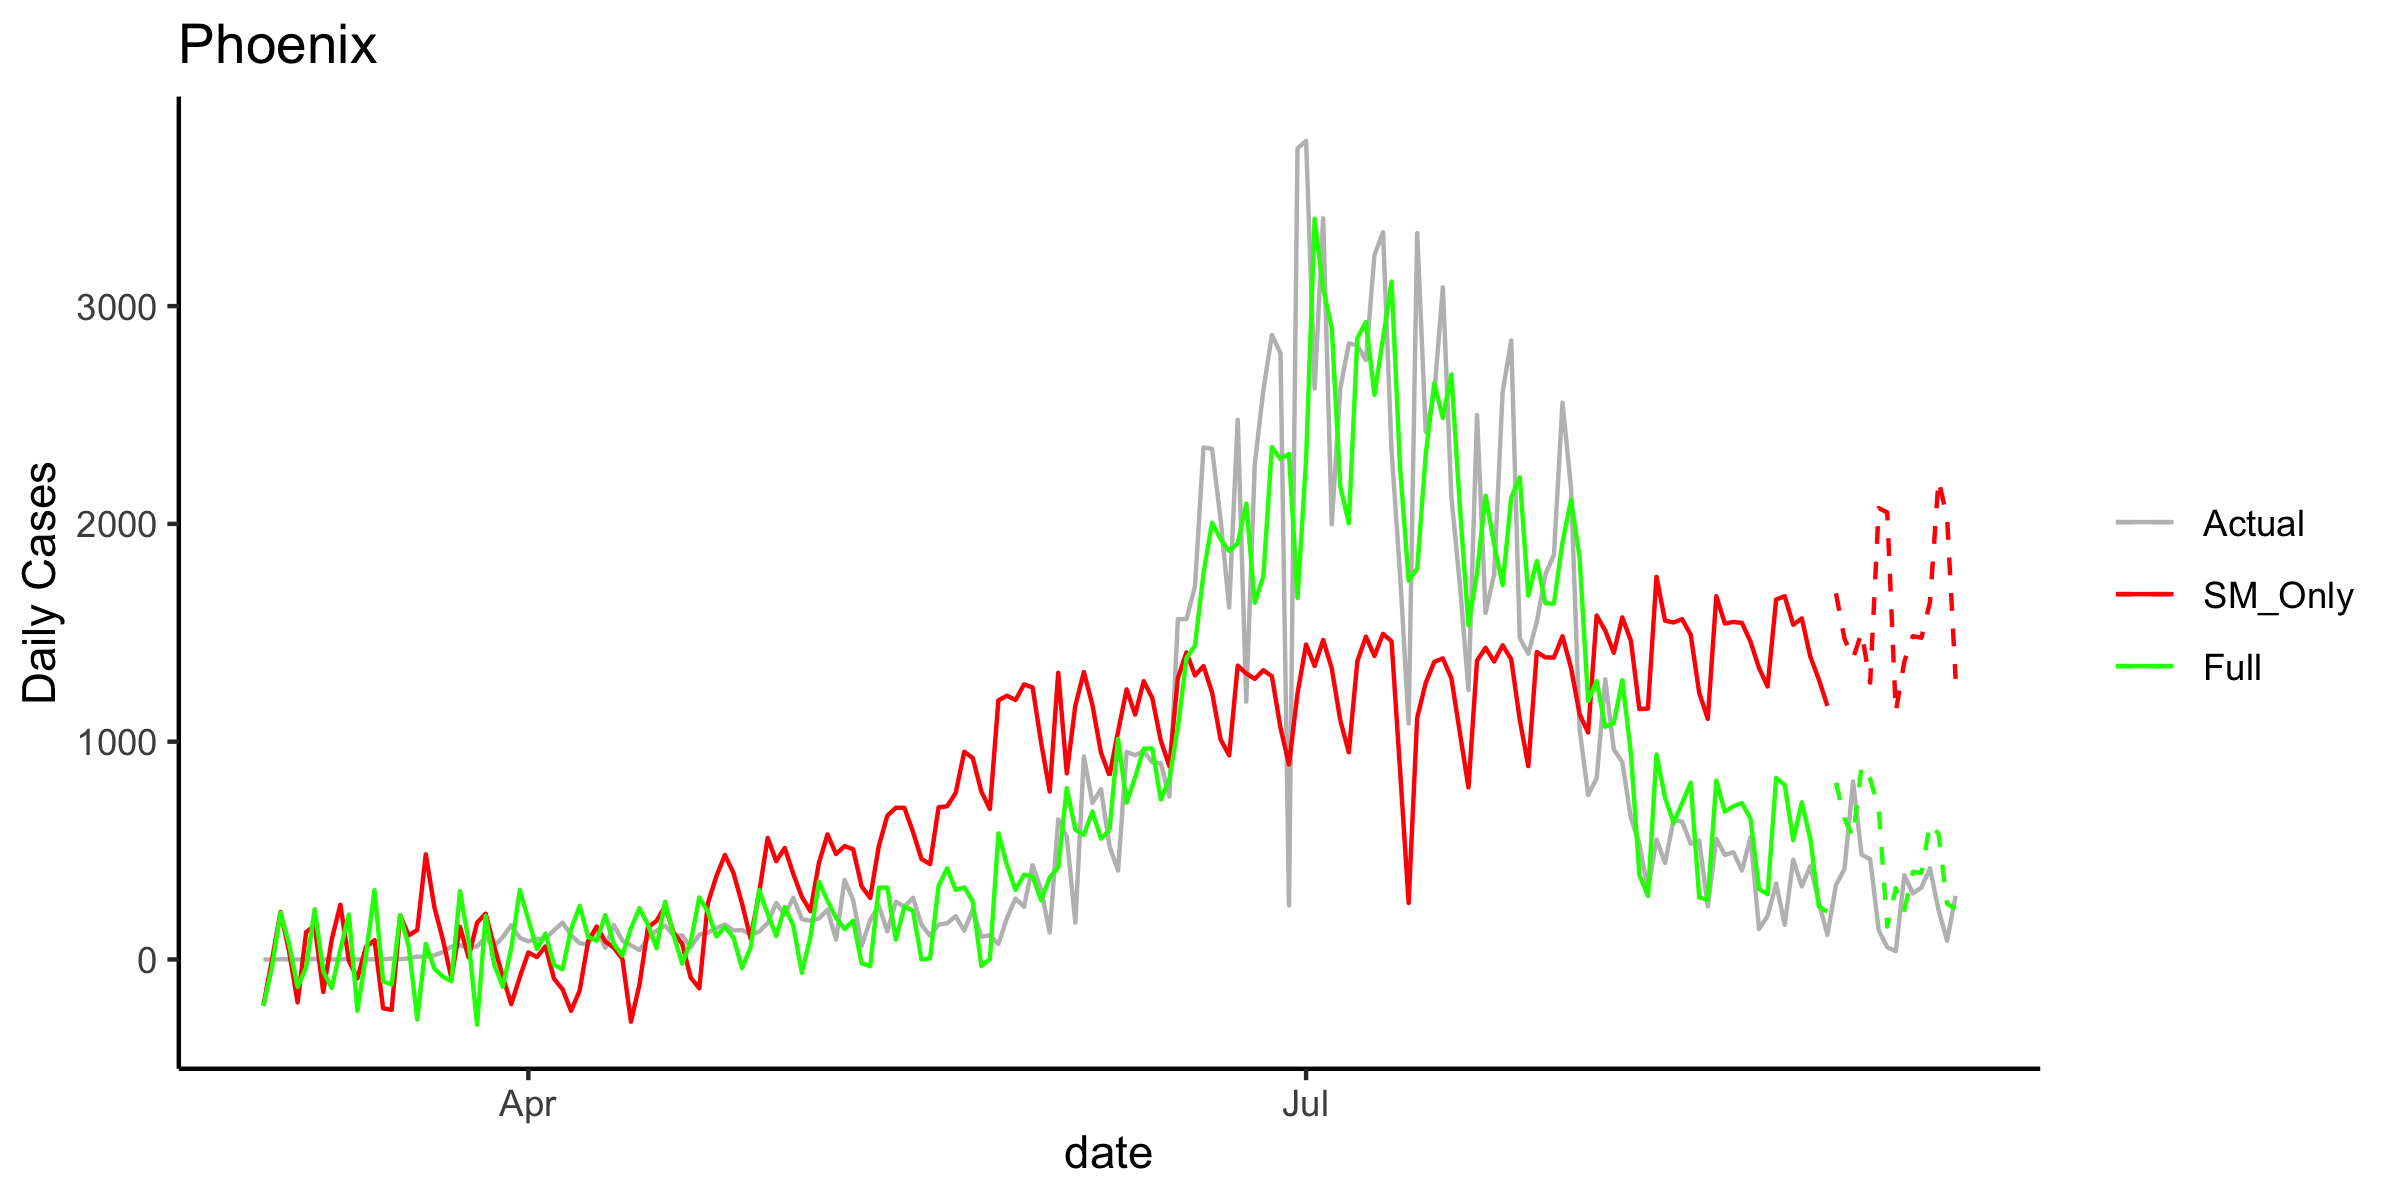 Phoenix
Daily Cases
3000
2000
1000
0
Apr
Jul
date
Actual
SM_Only
Full